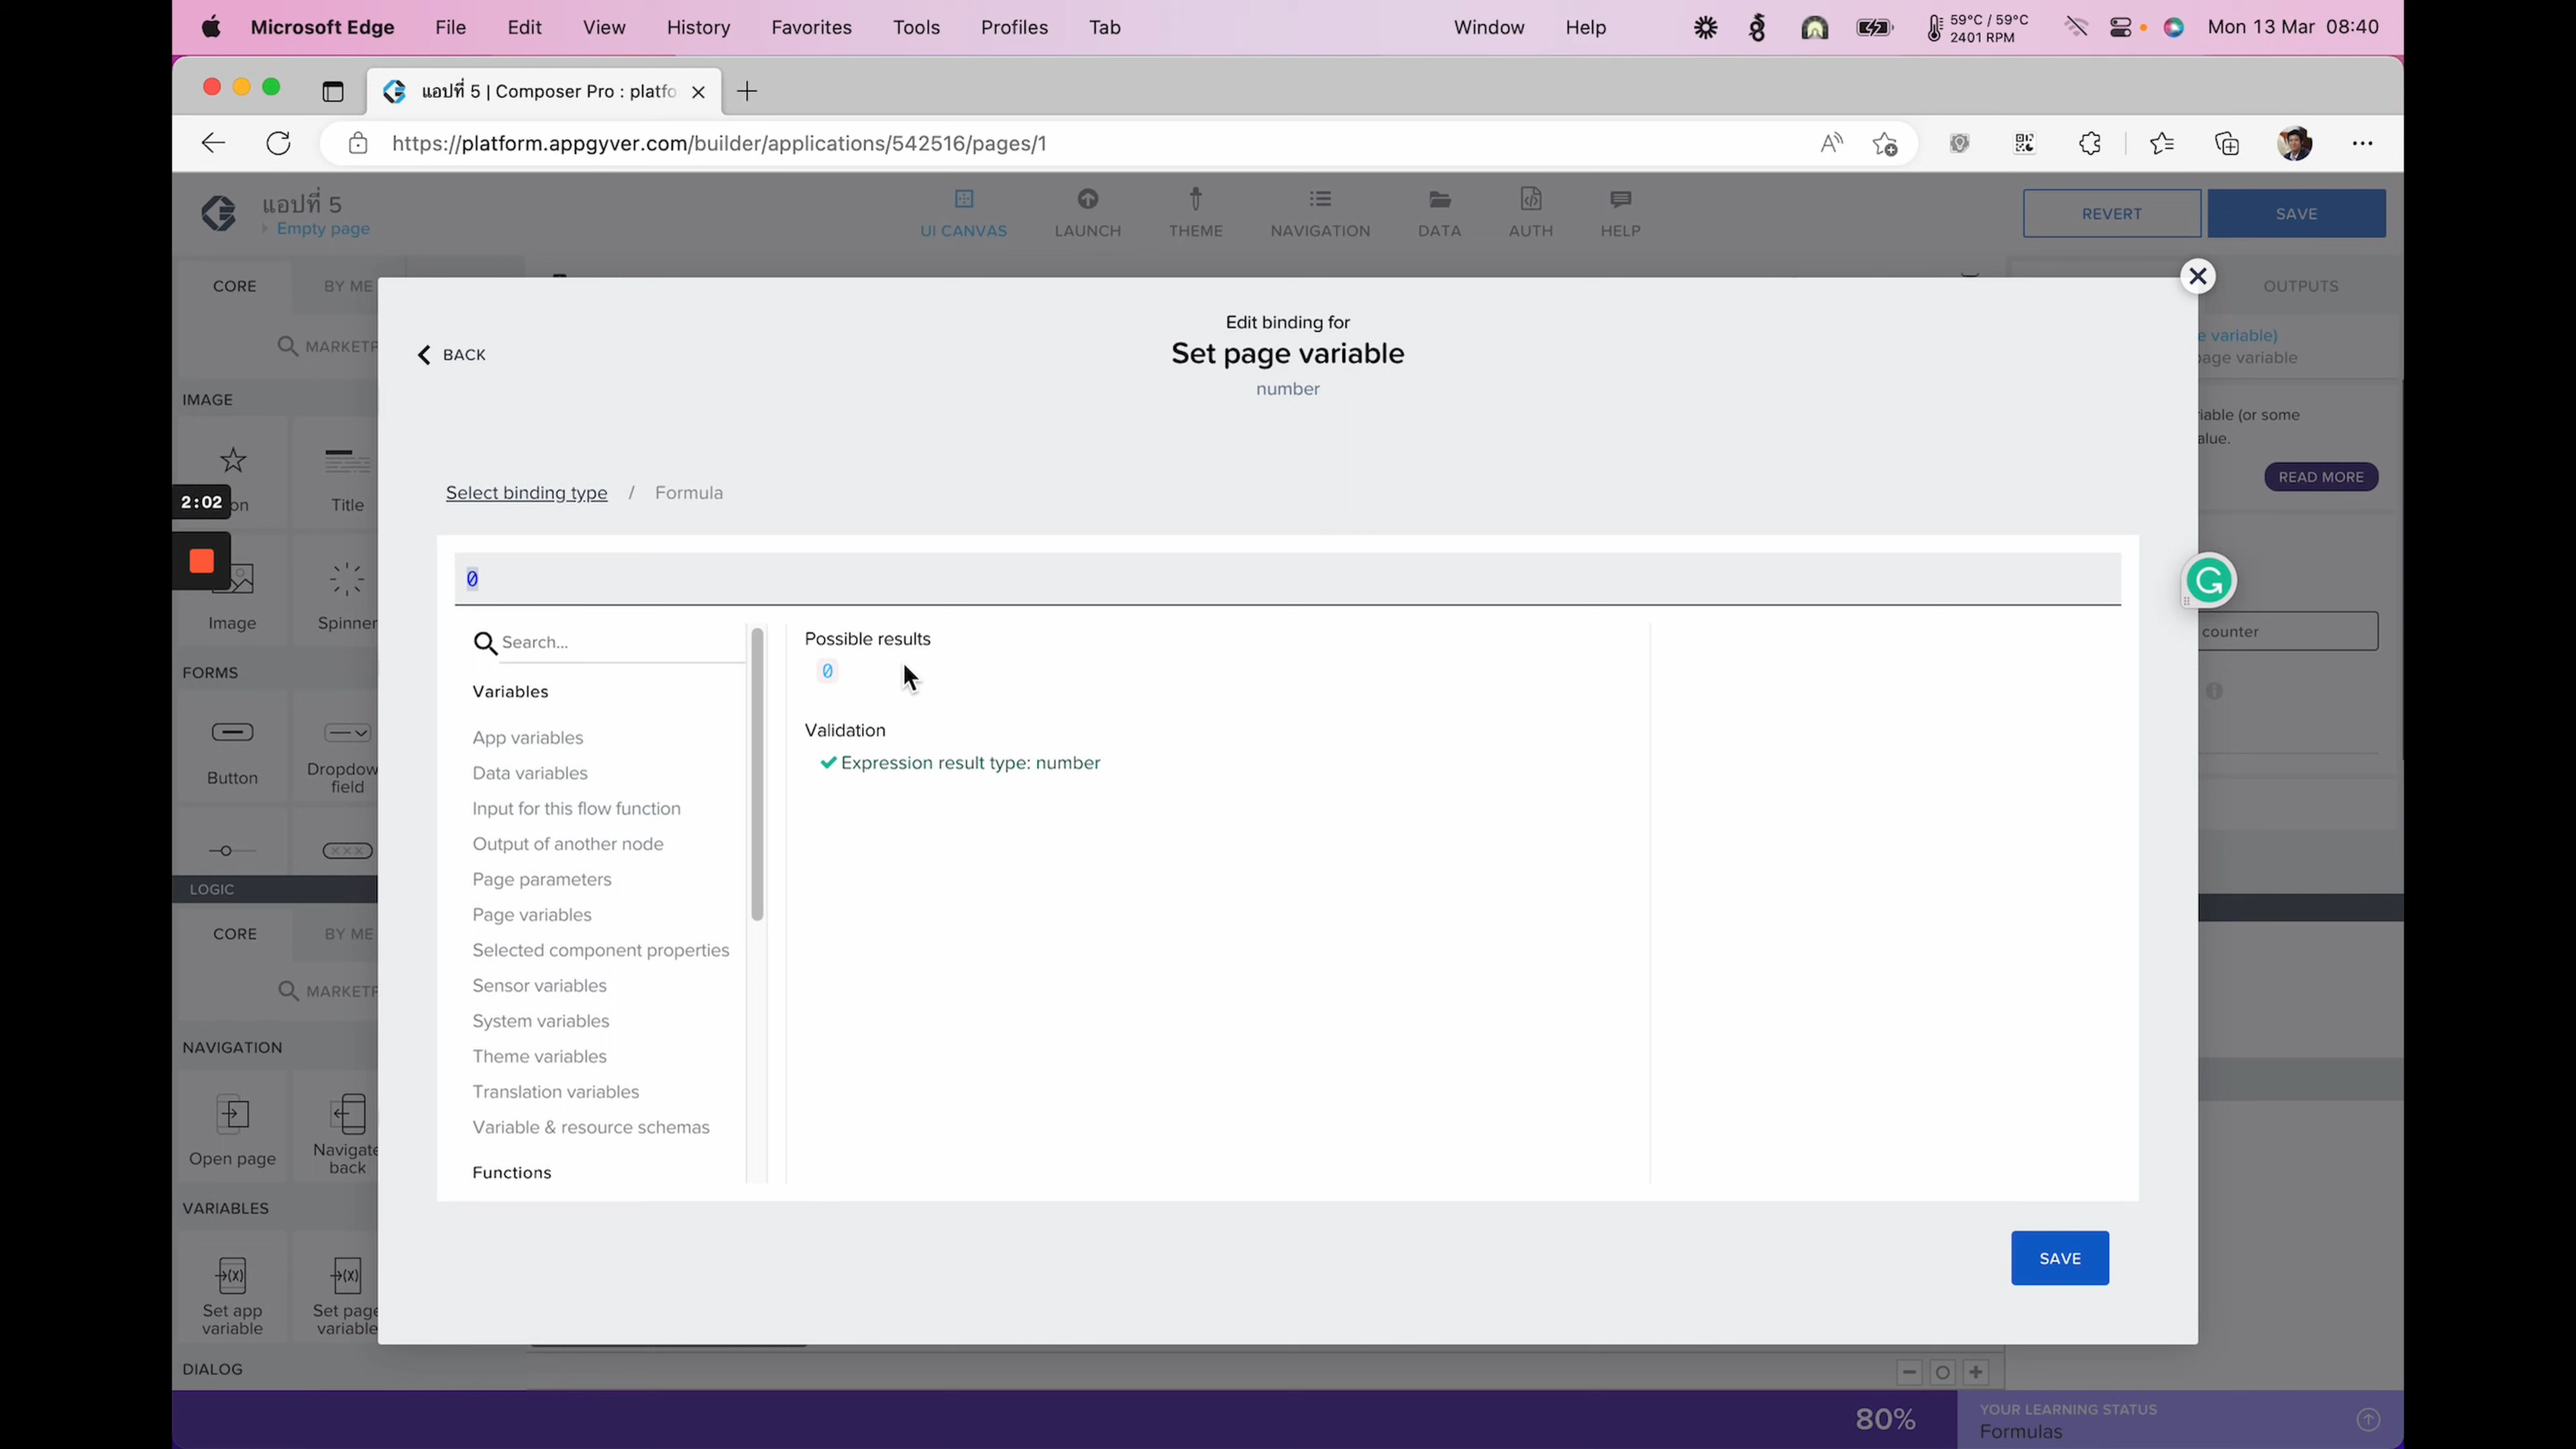 Microsoft Edge File Edit View History Favorites Tools Profiles Tab Window Help 59°C / 59°C Mon 13 Mar 08:40
2401 RPM
แอปที่ 5 | Composer Pro : platfo
https://platform.appgyver.com/builder/applications/542516/pages/1
แอปที่ 5
Empty page
UI CANVAS LAUNCH THEME NAVIGATION DATA AUTH HELP
REVERT SAVE
CORE BY ME
OUTPUTS
MARKETP
Edit binding for
Set page variable
number
BACK
e variable)
age variable
IMAGE
iable (or some
alue.
READ MORE
Select binding type / Formula
2:02
on Title
0
Image Spinner
counter
Search...
Variables
App variables
Data variables
Input for this flow function
Output of another node
Page parameters
Page variables
Selected component properties
Sensor variables
System variables
Theme variables
Translation variables
Variable & resource schemas
Functions
Possible results
0
Validation
Expression result type: number
FORMS
Button Dropdow
field
LOGIC
CORE BY ME
MARKETP
NAVIGATION
Open page Navigate
back
VARIABLES
Set app
variable
Set page
variable
DIALOG
SAVE
80%
YOUR LEARNING STATUS
Formulas